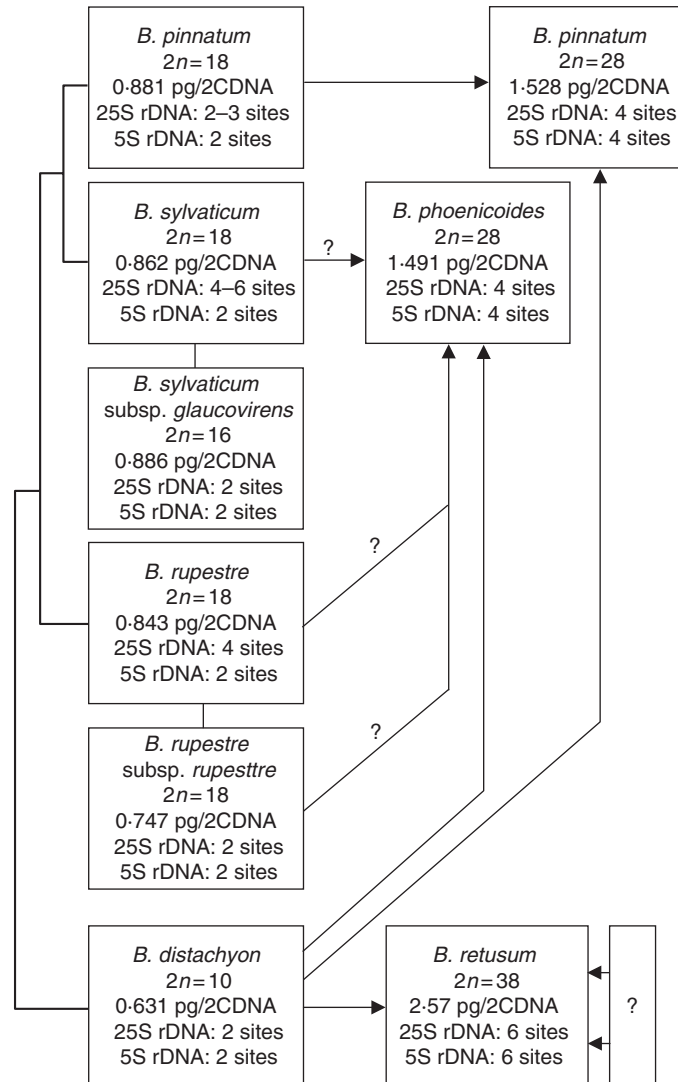 B. pinnatum
2n=18
0·881 pg/2CDNA
25S rDNA: 2–3 sites
5S rDNA: 2 sites
B. pinnatum
2n=28
1·528 pg/2CDNA
25S rDNA: 4 sites
5S rDNA: 4 sites
B. sylvaticum
2n=18
0·862 pg/2CDNA
25S rDNA: 4–6 sites
5S rDNA: 2 sites
?
B. phoenicoides
2n=28
1·491 pg/2CDNA
25S rDNA: 4 sites
5S rDNA: 4 sites
B. sylvaticum
subsp. glaucovirens
2n=16
0·886 pg/2CDNA
25S rDNA: 2 sites
5S rDNA: 2 sites
B. rupestre
2n=18
0·843 pg/2CDNA
25S rDNA: 4 sites
5S rDNA: 2 sites
?
B. rupestre
subsp. rupesttre
2n=18
0·747 pg/2CDNA
25S rDNA: 2 sites
5S rDNA: 2 sites
?
B. distachyon
2n=10
0·631 pg/2CDNA
25S rDNA: 2 sites
5S rDNA: 2 sites
B. retusum
2n=38
2·57 pg/2CDNA
25S rDNA: 6 sites
5S rDNA: 6 sites
?